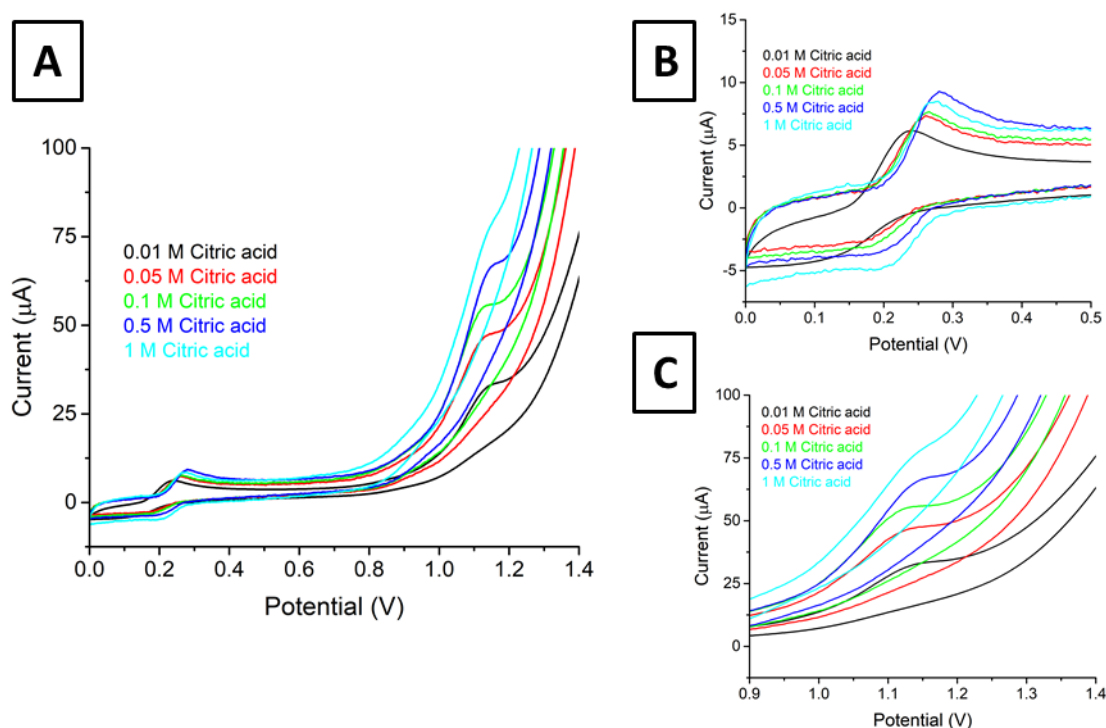 A
100
75
50
25
0
Current (µA)
0.01 M Citric acid
0.05 M Citric acid
0.1 M Citric acid
0.5 M Citric acid
1 M Citric acid
0.0 0.2 0.4 0.6 0.8 1.0 1.2 1.4
Potential (V)
B
15
10
5
0
-5
Current (µA)
0.01 M Citric acid
0.05 M Citric acid
0.1 M Citric acid
0.5 M Citric acid
1 M Citric acid
0.0 0.1 0.2 0.3 0.4 0.5
Potential (V)
C
100
75
50
25
0
Current (µA)
0.01 M Citric acid
0.05 M Citric acid
0.1 M Citric acid
0.5 M Citric acid
1 M Citric acid
0.9 1.0 1.1 1.2 1.3 1.4
Potential (V)